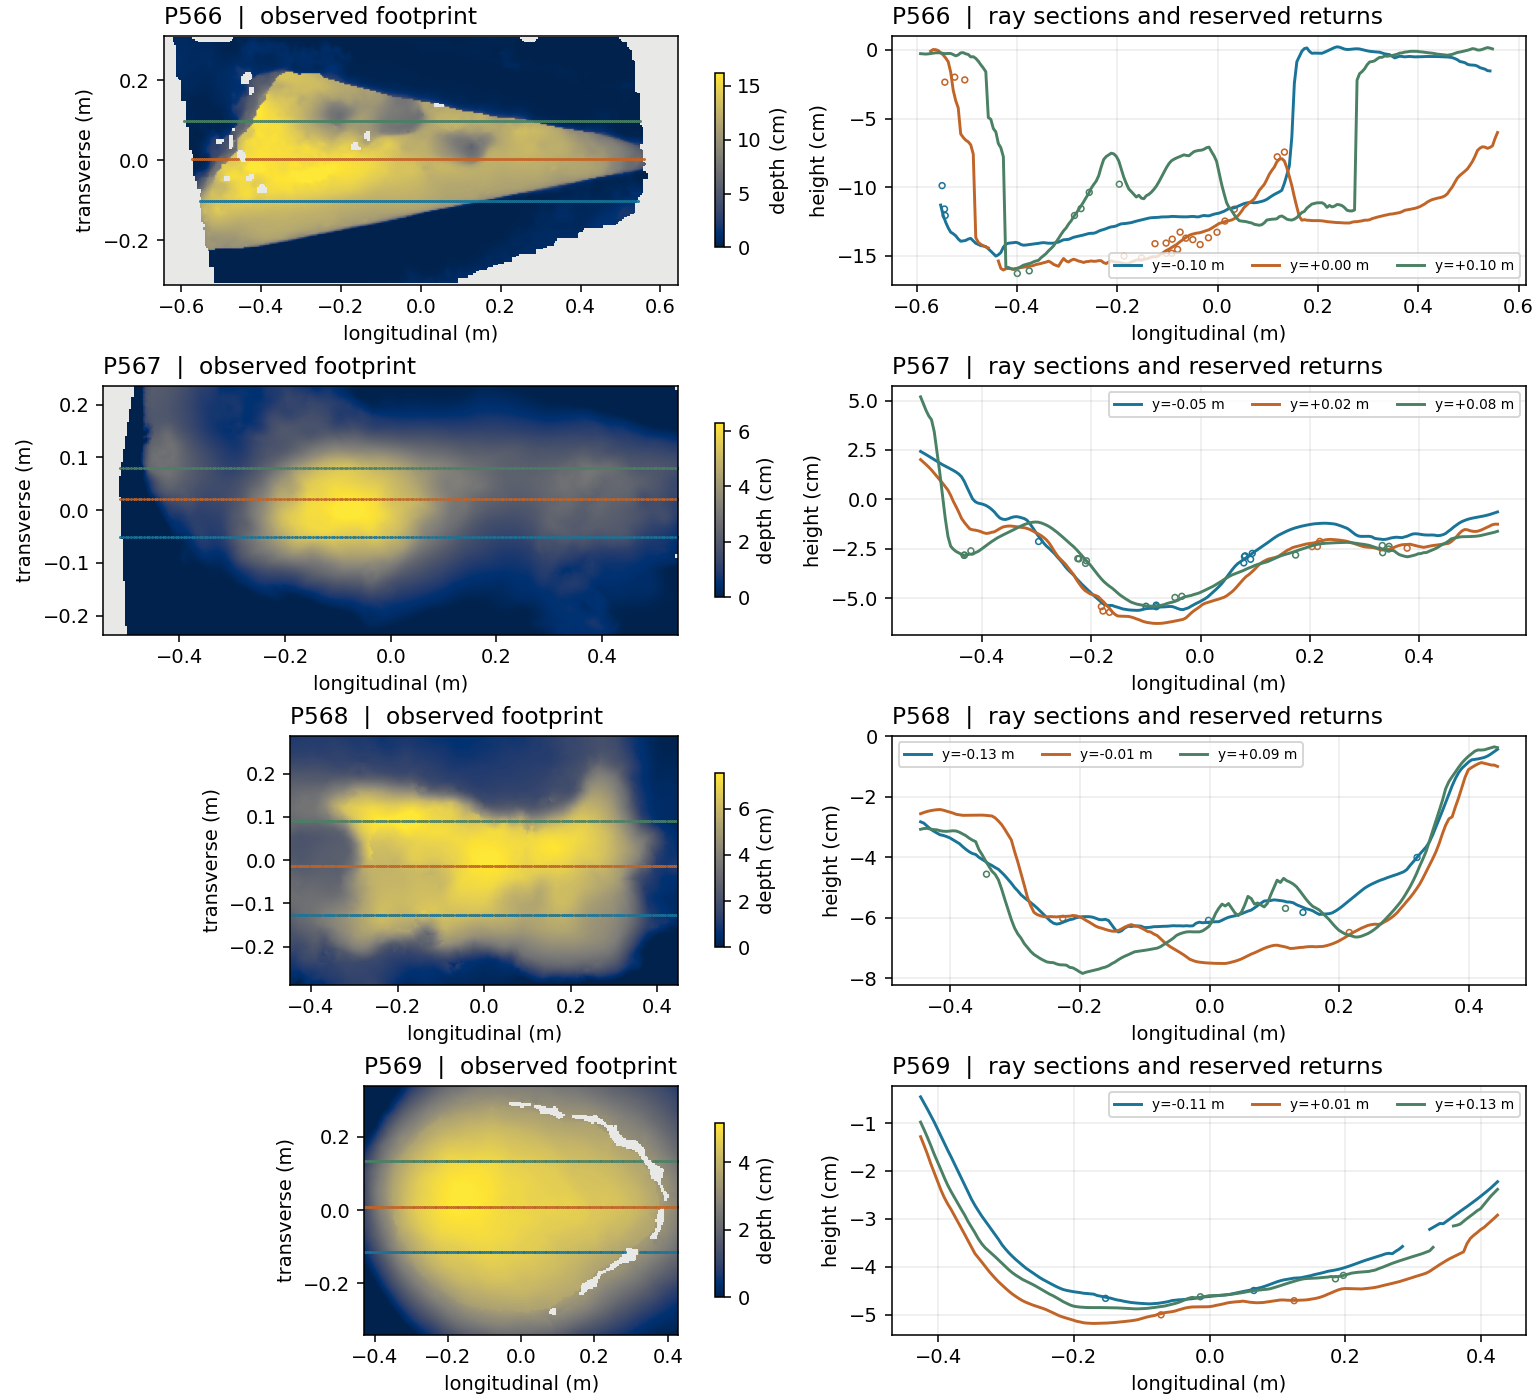 P566 | observed footprint
P566 | ray sections and reserved returns
transverse (m)
0.2
0.0
−0.2
−0.6 −0.4 −0.2 0.0 0.2 0.4 0.6
longitudinal (m)
15
10
5
0
depth (cm)
height (cm)
0
−5
−10
−15
y=-0.10 m y=+0.00 m y=+0.10 m
−0.6 −0.4 −0.2 0.0 0.2 0.4 0.6
longitudinal (m)
P567 | observed footprint
P567 | ray sections and reserved returns
transverse (m)
0.2
0.1
0.0
−0.1
−0.2
−0.4 −0.2 0.0 0.2 0.4
longitudinal (m)
6
4
2
0
depth (cm)
height (cm)
5.0
2.5
0.0
−2.5
−5.0
y=-0.05 m y=+0.02 m y=+0.08 m
−0.4 −0.2 0.0 0.2 0.4
longitudinal (m)
P568 | observed footprint
P568 | ray sections and reserved returns
transverse (m)
0.2
0.1
0.0
−0.1
−0.2
−0.4 −0.2 0.0 0.2 0.4
longitudinal (m)
6
4
2
0
depth (cm)
height (cm)
0
−2
−4
−6
−8
y=-0.13 m y=-0.01 m y=+0.09 m
−0.4 −0.2 0.0 0.2 0.4
longitudinal (m)
P569 | observed footprint
P569 | ray sections and reserved returns
transverse (m)
0.2
0.0
−0.2
−0.4 −0.2 0.0 0.2 0.4
longitudinal (m)
4
2
0
depth (cm)
height (cm)
−1
−2
−3
−4
−5
y=-0.11 m y=+0.01 m y=+0.13 m
−0.4 −0.2 0.0 0.2 0.4
longitudinal (m)